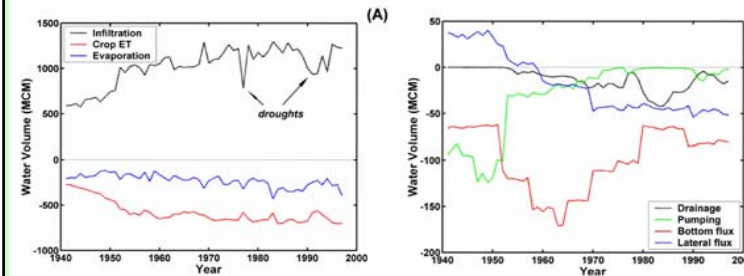 (A)
Water Volume (MCM)
1500
1000
500
0
-500
-1000
Infiltration
Crop ET
Evaporation
droughts
1940 1950 1960 1970 1980 1990 2000
Year
Water Volume (MCM)
50
0
-50
-100
-150
-200
Drainage
Pumping
Bottom flux
Lateral flux
1940 1950 1960 1970 1980 1990
Year